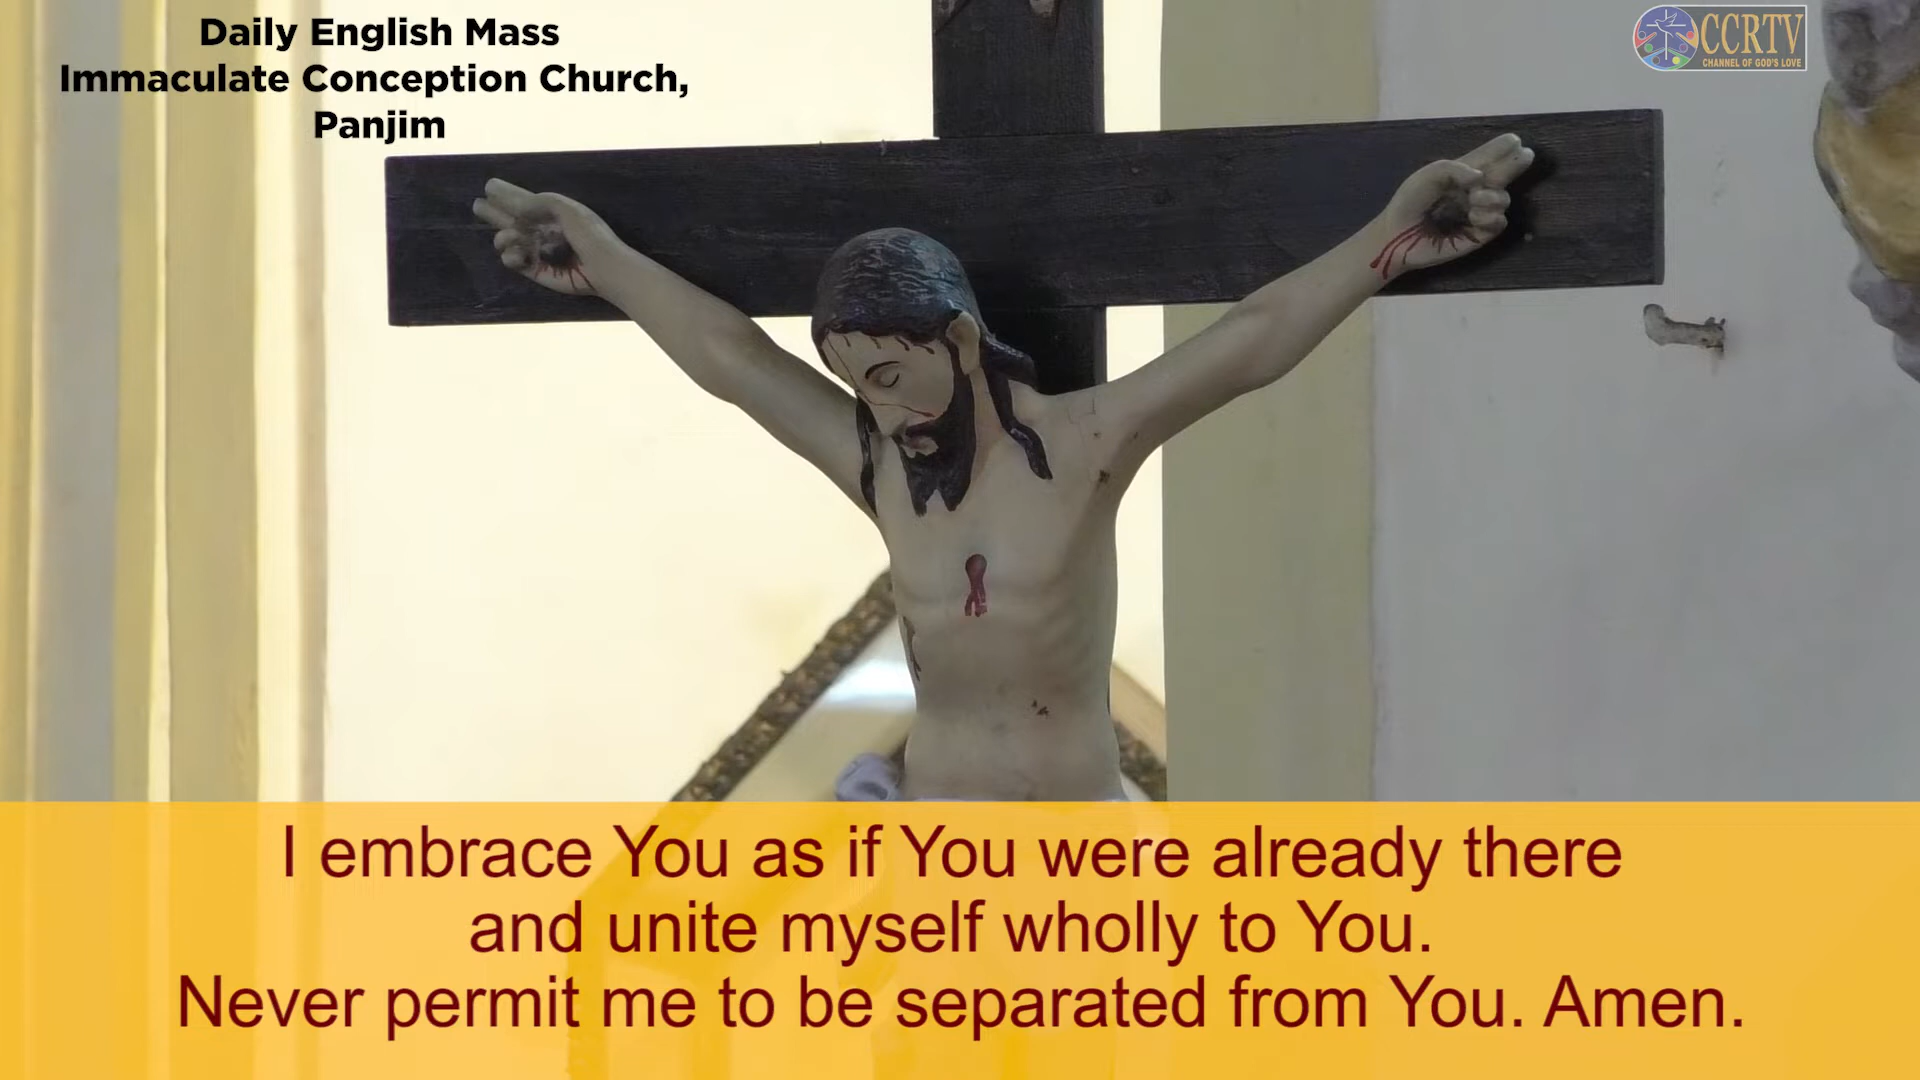 Daily English Mass
Immaculate Conception Church,
Panjim
CCRTV
CHANNEL OF GOD'S LOVE
I embrace You as if You were already there
and unite myself wholly to You.
Never permit me to be separated from You. Amen.